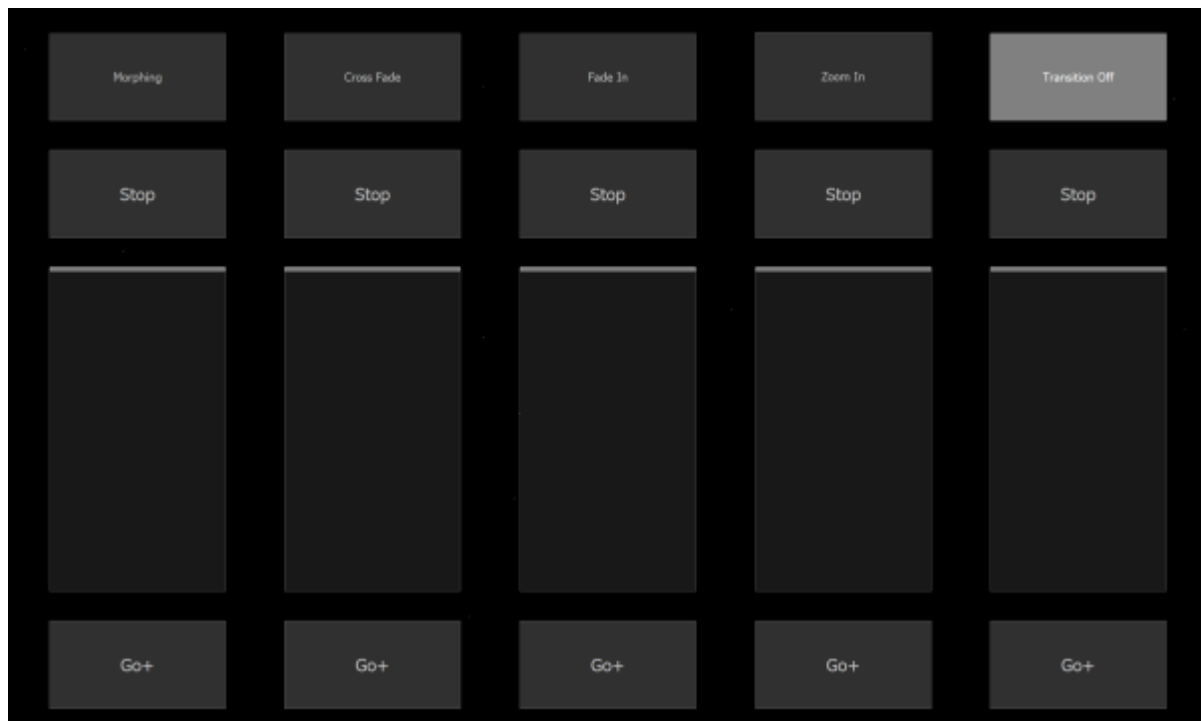 Morphing
Cross Fade
Fade In
Zoom In
Transition Off
Stop
Stop
Stop
Stop
Stop
Go+
Go+
Go+
Go+
Go+